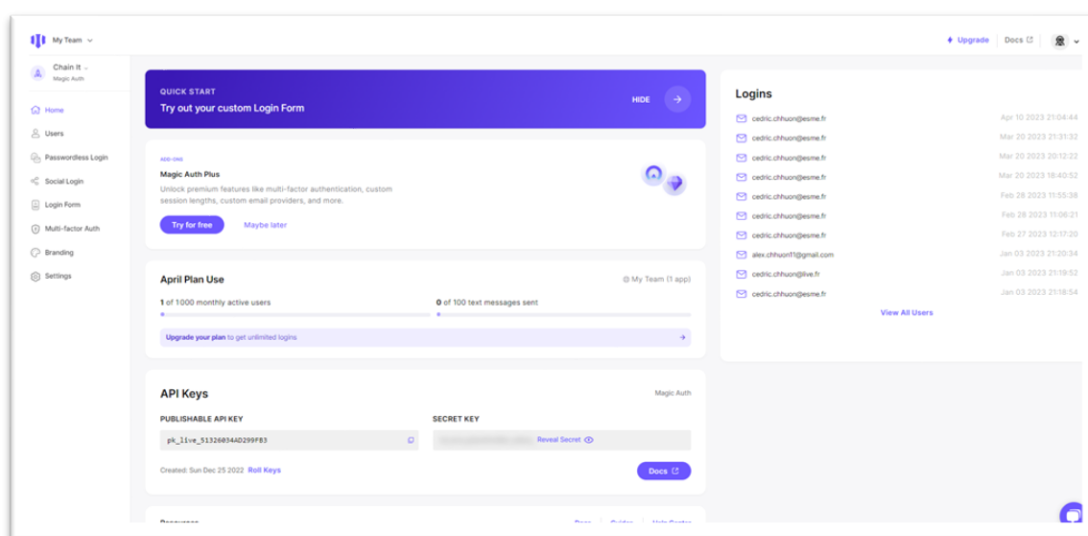 My Team
Upgrade
Docs
Chain It
Magic Auth
Home
Users
Passwordless Login
Social Login
Login Form
Multi-factor Auth
Branding
Settings
QUICK START
Try out your custom Login Form
HIDE
ADD-ONS
Magic Auth Plus
Unlock premium features like multi-factor authentication, custom
session lengths, custom email providers, and more.
Try for free
Maybe later
April Plan Use
My Team (1 app)
1 of 1000 monthly active users
0 of 100 text messages sent
Upgrade your plan to get unlimited logins
API Keys
Magic Auth
PUBLISHABLE API KEY
SECRET KEY
pk_live_51326034AD299FB3
Reveal Secret
Created: Sun Dec 25 2022 Roll Keys
Docs
Logins
cedric.chhuon@esme.fr Apr 10 2023 21:04:44
cedric.chhuon@esme.fr Mar 20 2023 21:31:32
cedric.chhuon@esme.fr Mar 20 2023 20:12:22
cedric.chhuon@esme.fr Mar 20 2023 18:40:52
cedric.chhuon@esme.fr Feb 28 2023 11:55:38
cedric.chhuon@esme.fr Feb 28 2023 11:06:21
cedric.chhuon@esme.fr Feb 27 2023 12:17:20
alex.chhuon11@gmail.com Jan 03 2023 21:20:34
cedric.chhuon@live.fr Jan 03 2023 21:19:52
cedric.chhuon@esme.fr Jan 03 2023 21:18:54
View All Users